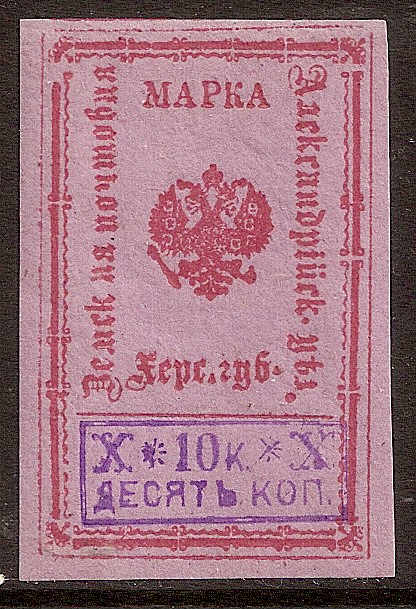 МАРКА
Земская почтовая
Александрійск. уѣз.
Херс. губ.
Х * 10 К. * Х
ДЕСЯТЬ КОП.